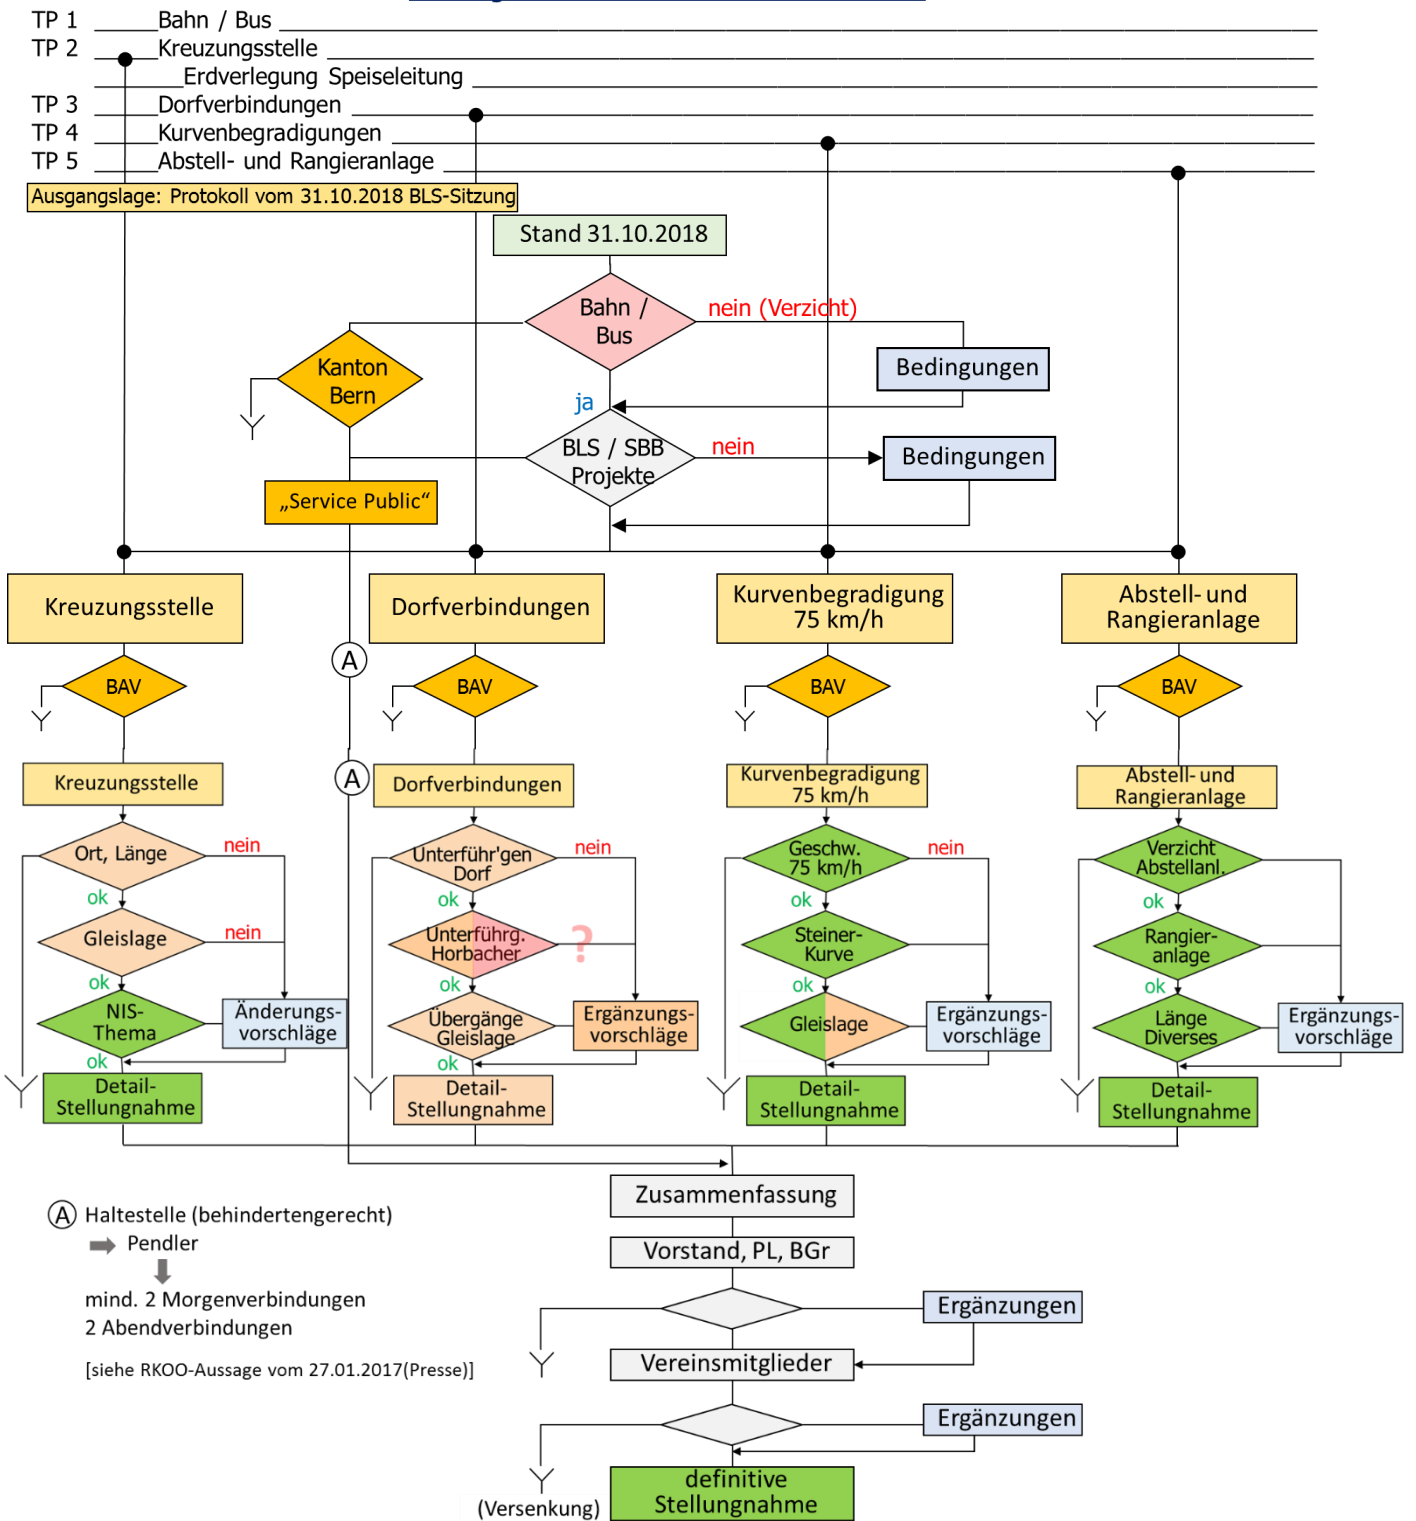 TP 1 Bahn / Bus
TP 2 Kreuzungsstelle
Erdverlegung Speiseleitung
TP 3 Dorfverbindungen
TP 4 Kurvenbegradigungen
TP 5 Abstell- und Rangieranlage
Ausgangslage: Protokoll vom 31.10.2018 BLS-Sitzung
Stand 31.10.2018
Bahn /
Bus
nein (Verzicht)
Kanton
Bern
Bedingungen
ja
BLS / SBB
Projekte
nein
Bedingungen
„Service Public“
Kreuzungsstelle
Dorfverbindungen
Kurvenbegradigung
75 km/h
Abstell- und
Rangieranlage
A
BAV
BAV
BAV
BAV
A
Kreuzungsstelle
Dorfverbindungen
Kurvenbegradigung
75 km/h
Abstell- und
Rangieranlage
Ort, Länge
nein
ok
Gleislage
nein
ok
NIS-
Thema
Änderungs-
vorschläge
ok
Detail-
Stellungnahme
Unterführ'gen
Dorf
nein
ok
Unterführg.
Horbacher
?
ok
Übergänge
Gleislage
Ergänzungs-
vorschläge
ok
Detail-
Stellungnahme
Geschw.
75 km/h
nein
ok
Steiner-
Kurve
ok
Gleislage
Ergänzungs-
vorschläge
Detail-
Stellungnahme
Verzicht
Abstellanl.
ok
Rangier-
anlage
ok
Länge
Diverses
Ergänzungs-
vorschläge
Detail-
Stellungnahme
Zusammenfassung
A Haltestelle (behindertengerecht)
Pendler
mind. 2 Morgenverbindungen
2 Abendverbindungen
[siehe RKOO-Aussage vom 27.01.2017(Presse)]
Vorstand, PL, BGr
Ergänzungen
Vereinsmitglieder
Ergänzungen
(Versenkung)
definitive
Stellungnahme